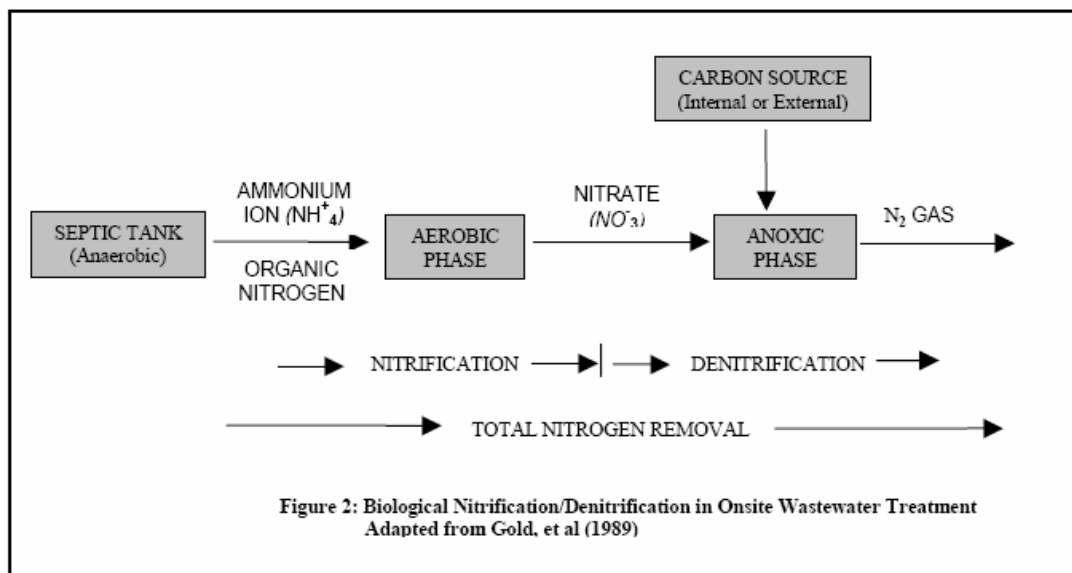 CARBON SOURCE
(Internal or External)
AMMONIUM
ION (NH⁺₄)
NITRATE
(NO⁻₃)
N₂ GAS
SEPTIC TANK
(Anaerobic)
AEROBIC
PHASE
ANOXIC
PHASE
ORGANIC
NITROGEN
NITRIFICATION
DENITRIFICATION
TOTAL NITROGEN REMOVAL
Figure 2: Biological Nitrification/Denitrification in Onsite Wastewater Treatment
Adapted from Gold, et al (1989)